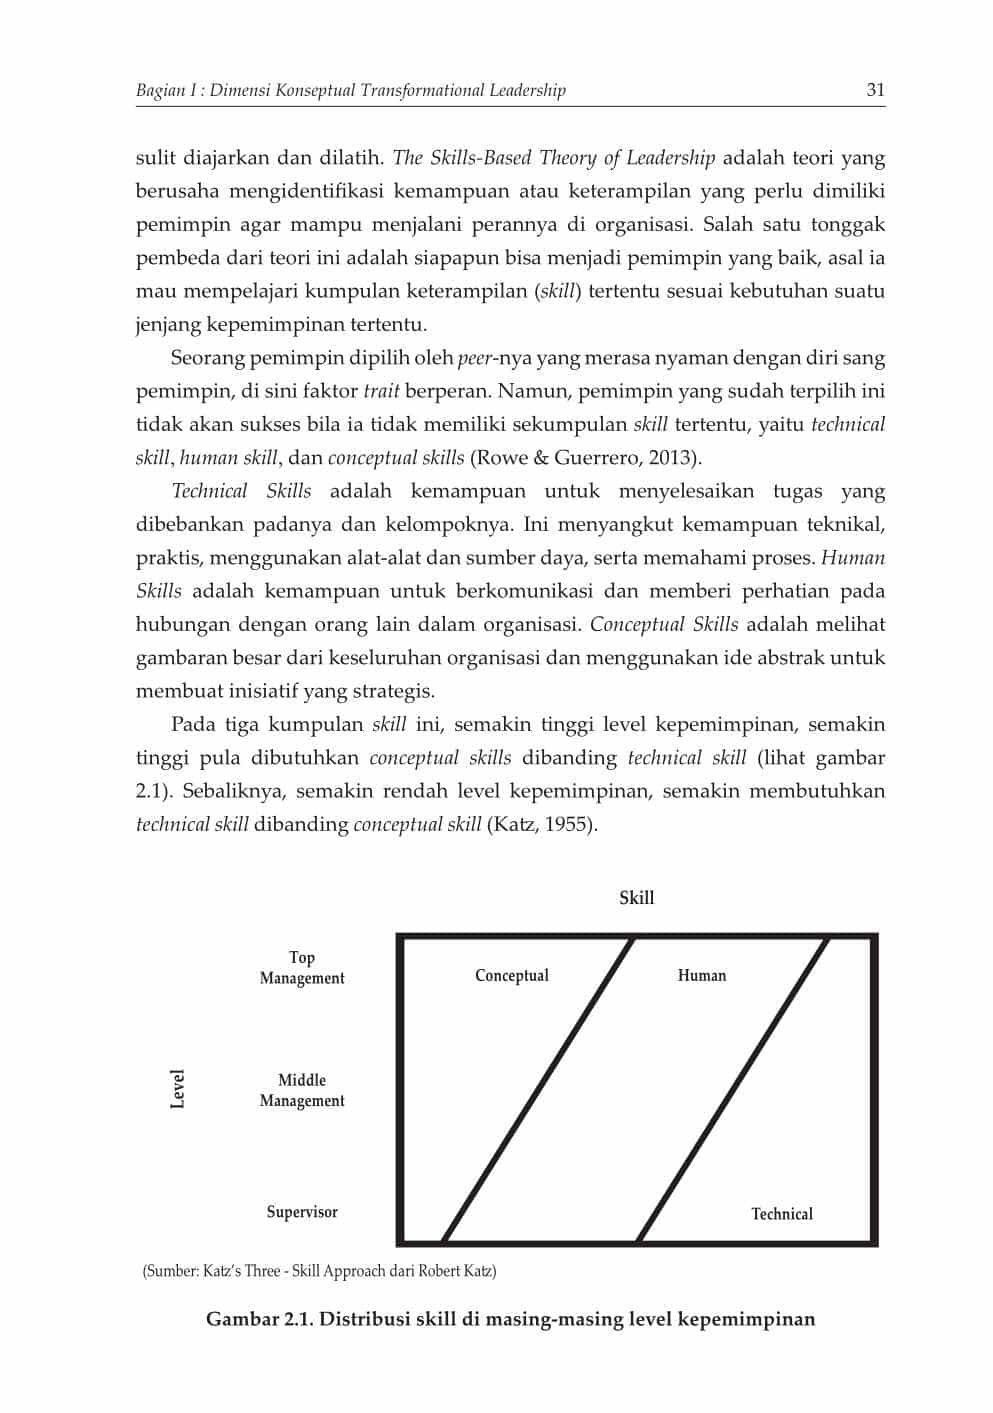 Bagian I : Dimensi Konseptual Transformational Leadership 31
sulit diajarkan dan dilatih. The Skills-Based Theory of Leadership adalah teori yang
berusaha mengidentifikasi kemampuan atau keterampilan yang perlu dimiliki
pemimpin agar mampu menjalani perannya di organisasi. Salah satu tonggak
pembeda dari teori ini adalah siapapun bisa menjadi pemimpin yang baik, asal ia
mau mempelajari kumpulan keterampilan (skill) tertentu sesuai kebutuhan suatu
jenjang kepemimpinan tertentu.
Seorang pemimpin dipilih oleh peer-nya yang merasa nyaman dengan diri sang
pemimpin, di sini faktor trait berperan. Namun, pemimpin yang sudah terpilih ini
tidak akan sukses bila ia tidak memiliki sekumpulan skill tertentu, yaitu technical
skill, human skill, dan conceptual skills (Rowe & Guerrero, 2013).
Technical Skills adalah kemampuan untuk menyelesaikan tugas yang
dibebankan padanya dan kelompoknya. Ini menyangkut kemampuan teknikal,
praktis, menggunakan alat-alat dan sumber daya, serta memahami proses. Human
Skills adalah kemampuan untuk berkomunikasi dan memberi perhatian pada
hubungan dengan orang lain dalam organisasi. Conceptual Skills adalah melihat
gambaran besar dari keseluruhan organisasi dan menggunakan ide abstrak untuk
membuat inisiatif yang strategis.
Pada tiga kumpulan skill ini, semakin tinggi level kepemimpinan, semakin
tinggi pula dibutuhkan conceptual skills dibanding technical skill (lihat gambar
2.1). Sebaliknya, semakin rendah level kepemimpinan, semakin membutuhkan
technical skill dibanding conceptual skill (Katz, 1955).
Skill
Top
Management
Conceptual
Human
Level
Middle
Management
Supervisor
Technical
(Sumber: Katz's Three - Skill Approach dari Robert Katz)
Gambar 2.1. Distribusi skill di masing-masing level kepemimpinan